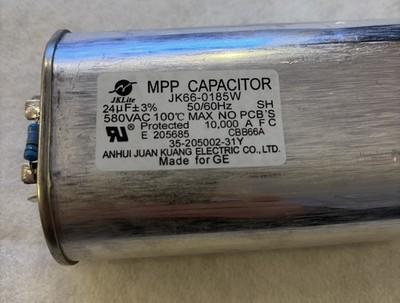 JKLite
MPP CAPACITOR
JK66-0185W
24µF±3% 50/60Hz SH
580VAC 100℃ MAX NO PCB'S
Protected 10,000 A F C
E 205685 CBB66A
35-205002-31Y
ANHUI JUAN KUANG ELECTRIC CO., LTD.
Made for GE